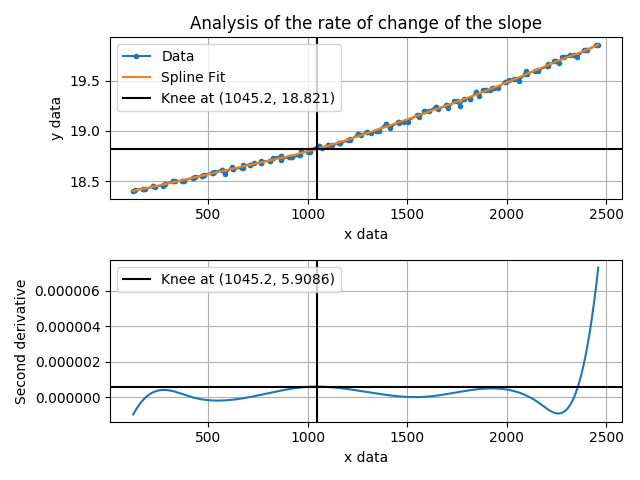 Analysis of the rate of change of the slope
Data
Spline Fit
Knee at (1045.2, 18.821)
y data
19.5
19.0
18.5
500
1000
1500
2000
2500
x data
Knee at (1045.2, 5.9086)
Second derivative
0.000006
0.000004
0.000002
0.000000
500
1000
1500
2000
2500
x data